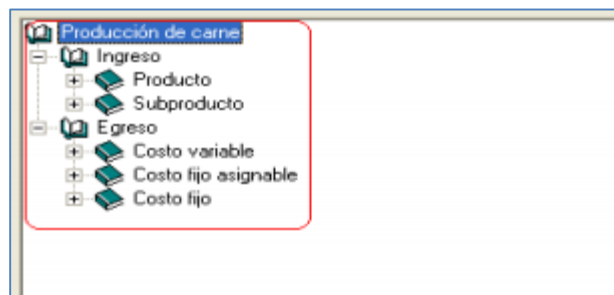 Producción de carne
Ingreso
Producto
Subproducto
Egreso
Costo variable
Costo fijo asignable
Costo fijo